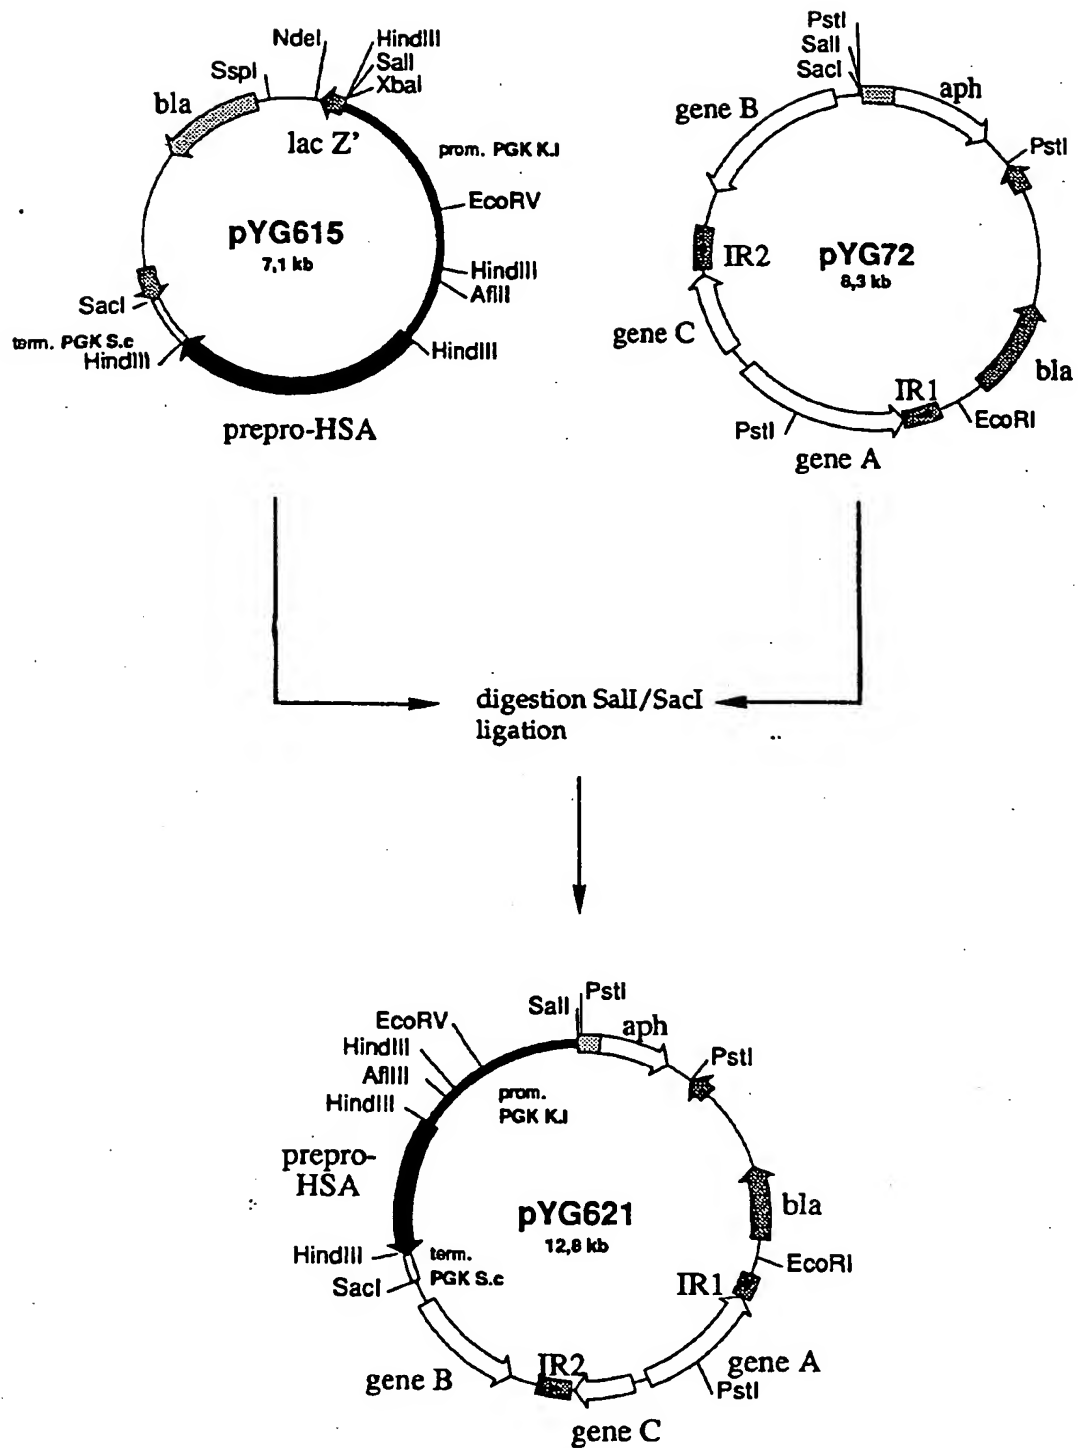 NdeI
HindIII
SalI
XbaI
SspI
bla
lac Z'
prom. PGK K.l
EcoRV
pYG615
7,1 kb
HindIII
AflII
SacI
term. PGK S.c
HindIII
HindIII
prepro-HSA
PstI
SalI
SacI
gene B
aph
PstI
IR2
pYG72
8,3 kb
gene C
bla
IR1
EcoRI
PstI
gene A
digestion SalI/SacI
ligation
SalI
PstI
aph
EcoRV
HindIII
AflIII
HindIII
PstI
prom.
PGK K.l
prepro-
HSA
pYG621
12,8 kb
bla
HindIII
term.
PGK S.c
SacI
EcoRI
IR1
gene B
IR2
gene A
PstI
gene C